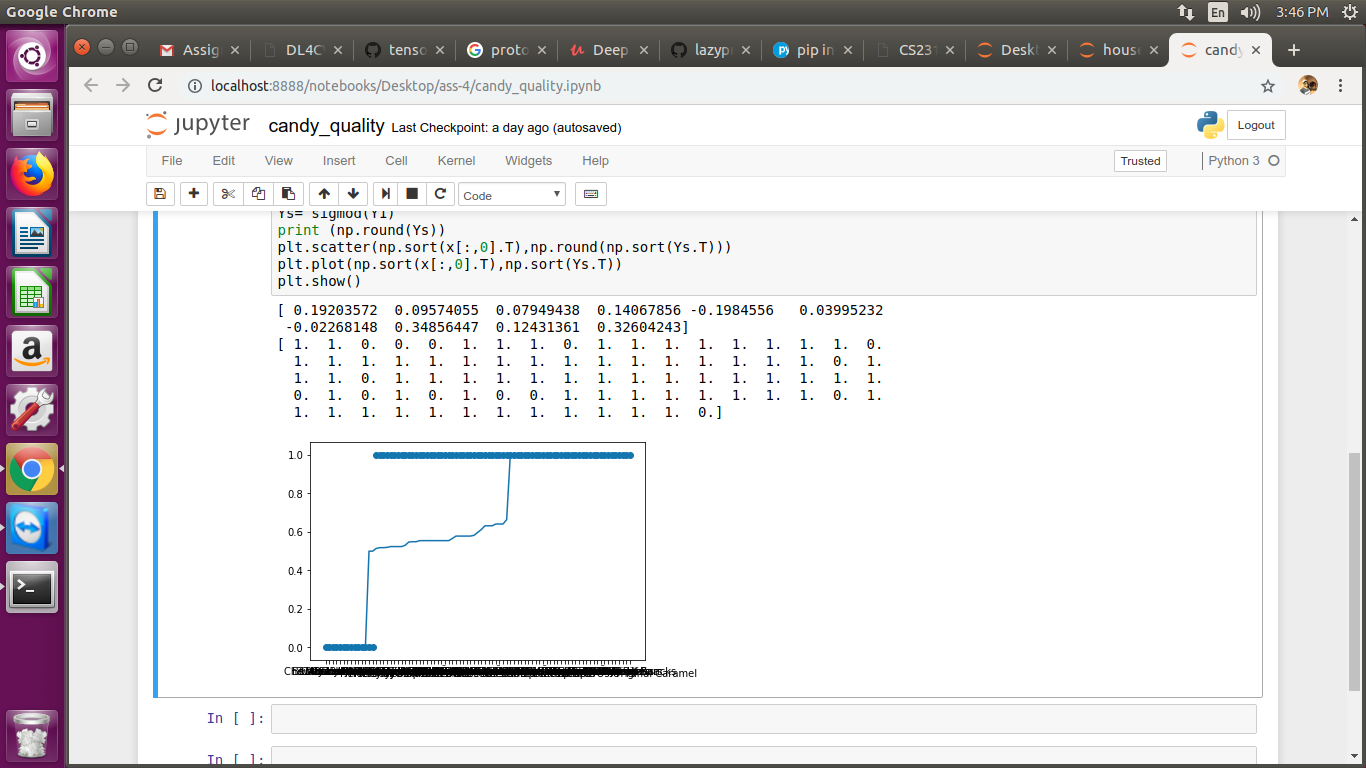 Google Chrome
En
3:46 PM
Assig
DL4C
tenso
proto
Deep
lazyp
pip in
CS23
Deskt
hous
candy
localhost:8888/notebooks/Desktop/ass-4/candy_quality.ipynb
jupyter candy_quality Last Checkpoint: a day ago (autosaved)
Logout
File Edit View Insert Cell Kernel Widgets Help
Trusted
Python 3
Code
Ys= sigmod(Y1)
print (np.round(Ys))
plt.scatter(np.sort(x[:,0].T),np.round(np.sort(Ys.T)))
plt.plot(np.sort(x[:,0].T),np.sort(Ys.T))
plt.show()
[ 0.19203572 0.09574055 0.07949438 0.14067856 -0.1984556 0.03995232
-0.02268148 0.34856447 0.12431361 0.32604243]
[ 1. 1. 0. 0. 0. 1. 1. 1. 0. 1. 1. 1. 1. 1. 1. 1. 1. 0.
1. 1. 1. 1. 1. 1. 1. 1. 1. 1. 1. 1. 1. 1. 1. 1. 0. 1.
1. 1. 0. 1. 1. 1. 1. 1. 1. 1. 1. 1. 1. 1. 1. 1. 1. 1.
0. 1. 0. 1. 0. 1. 0. 0. 1. 1. 1. 1. 1. 1. 1. 1. 0. 1.
1. 1. 1. 1. 1. 1. 1. 1. 1. 1. 1. 1. 0.]
1.0
0.8
0.6
0.4
0.2
0.0
In [ ]:
In [ ]: